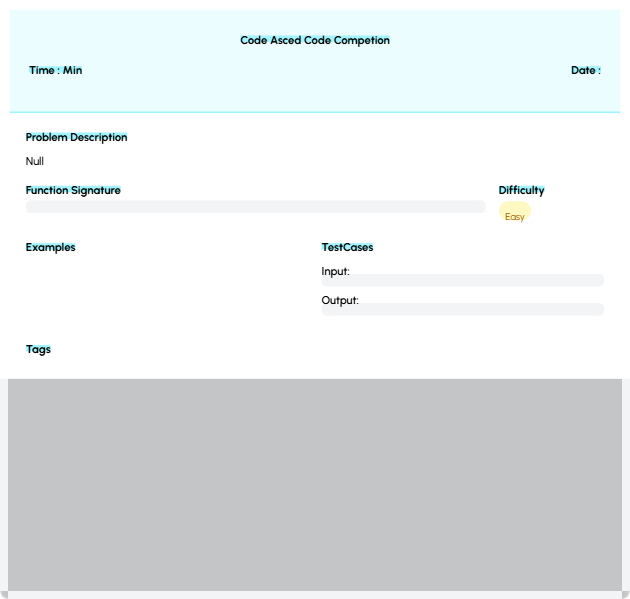 Code Asced Code Competion
Time : Min
Date :
Problem Description
Null
Function Signature
Difficulty
Easy
Examples
TestCases
Input:
Output:
Tags